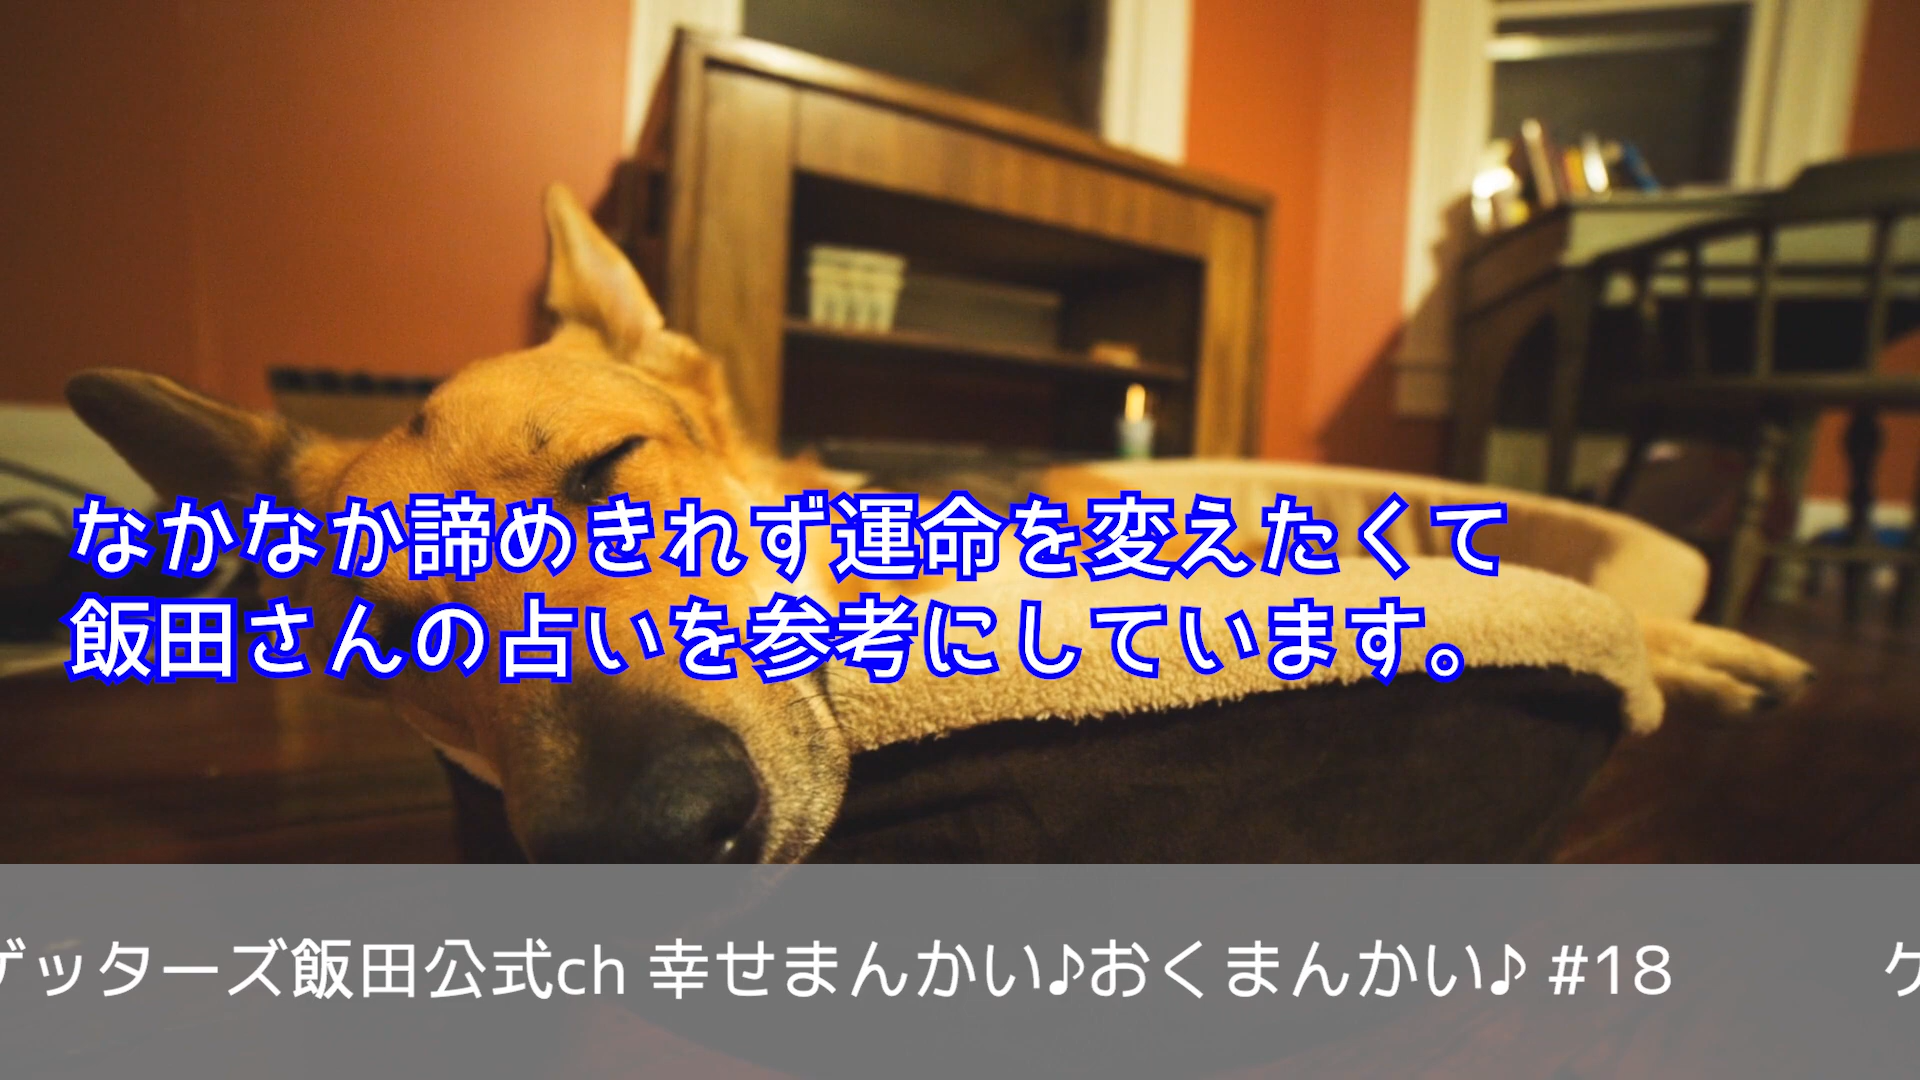 なかなか諦めきれず運命を変えたくて
飯田さんの占いを参考にしています。
ゲッターズ飯田公式ch 幸せまんかい♪おくまんかい♪ #18 ゲ